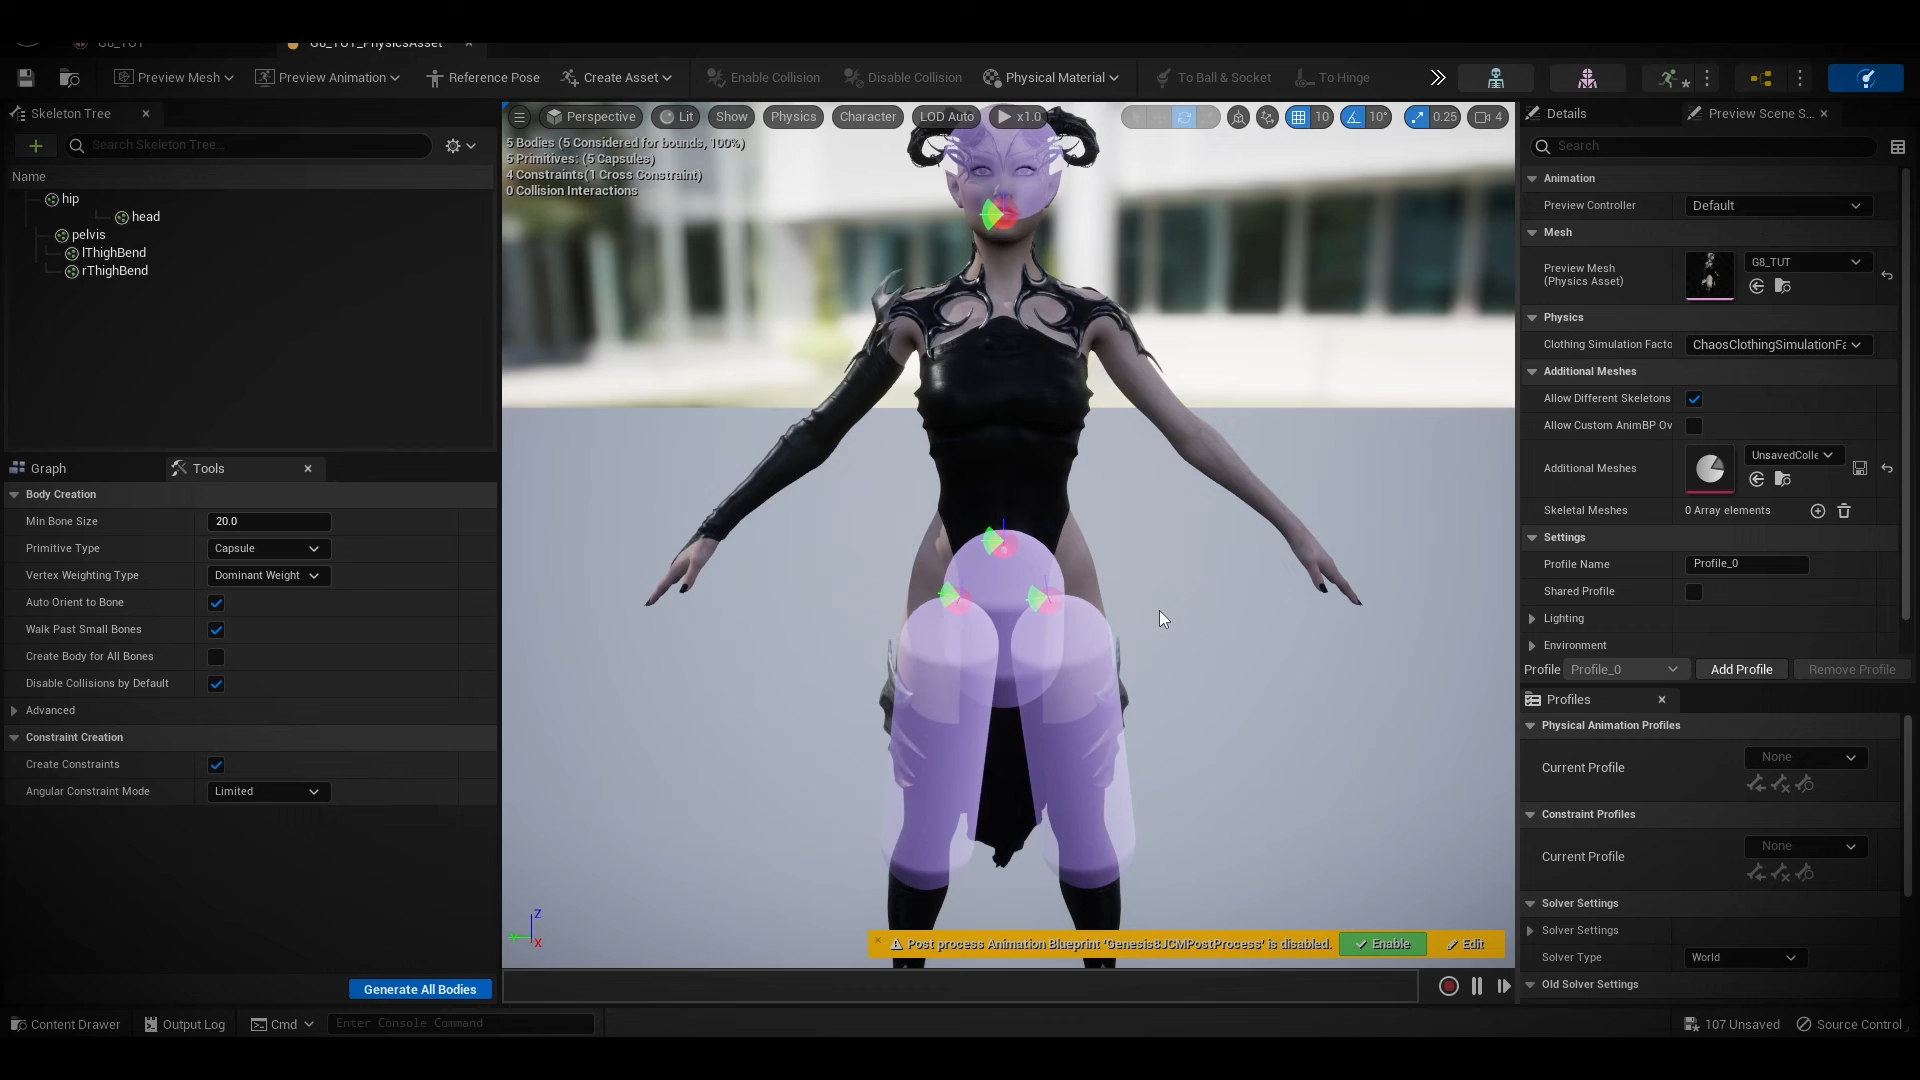 G8_TUT
G8_TUT_PhysicsAsset
Preview Mesh
Preview Animation
Reference Pose
Create Asset
Enable Collision
Disable Collision
Physical Material
To Ball & Socket
To Hinge
Skeleton Tree
Search Skeleton Tree...
Name
hip
head
pelvis
lThighBend
rThighBend
Graph
Tools
Body Creation
Min Bone Size
20.0
Primitive Type
Capsule
Vertex Weighting Type
Dominant Weight
Auto Orient to Bone
Walk Past Small Bones
Create Body for All Bones
Disable Collisions by Default
Advanced
Constraint Creation
Create Constraints
Angular Constraint Mode
Limited
Generate All Bodies
Perspective
Lit
Show
Physics
Character
LOD Auto
x1.0
10
10°
0.25
4
5 Bodies (5 Considered for bounds, 100%)
5 Primitives: (5 Capsules)
4 Constraints(1 Cross Constraint)
0 Collision Interactions
Z
X
Post process Animation Blueprint 'Genesis8JCMPostProcess' is disabled.
Enable
Edit
Details
Preview Scene S...
Search
Animation
Preview Controller
Default
Mesh
Preview Mesh
(Physics Asset)
G8_TUT
Physics
Clothing Simulation Facto
ChaosClothingSimulationFa
Additional Meshes
Allow Different Skeletons
Allow Custom AnimBP Ov
Additional Meshes
UnsavedColle
Skeletal Meshes
0 Array elements
Settings
Profile Name
Profile_0
Shared Profile
Lighting
Environment
Profile
Profile_0
Add Profile
Remove Profile
Profiles
Physical Animation Profiles
Current Profile
None
Constraint Profiles
Current Profile
None
Solver Settings
Solver Settings
Solver Type
World
Old Solver Settings
Content Drawer
Output Log
Cmd
Enter Console Command
107 Unsaved
Source Control